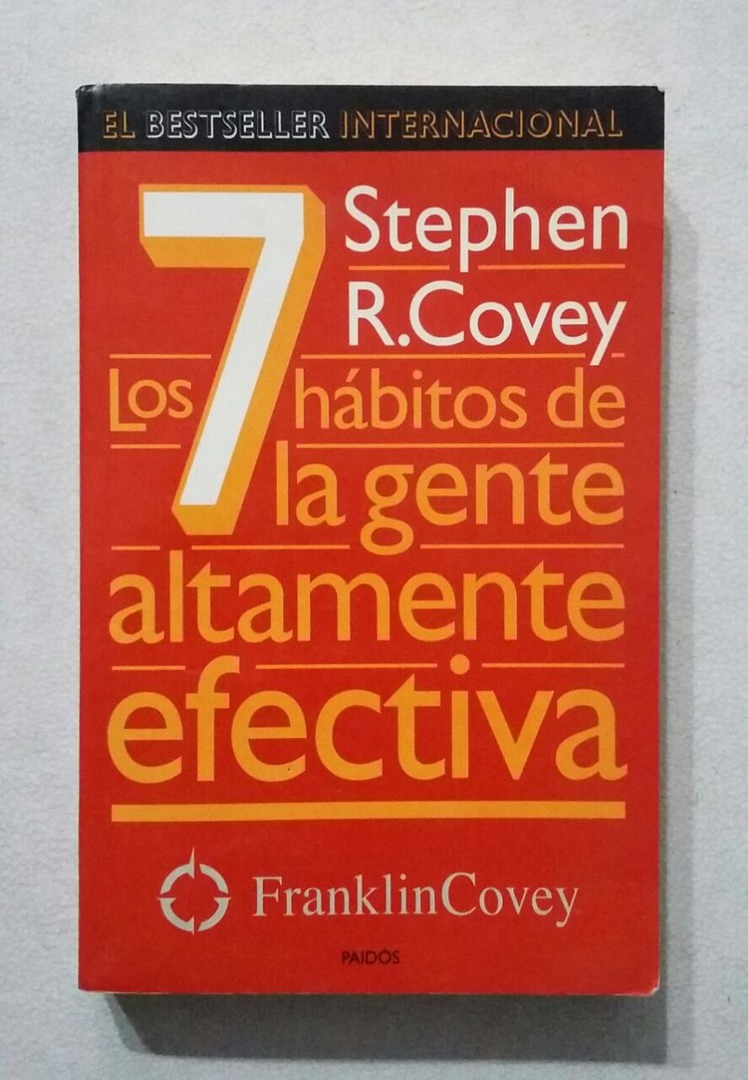 EL BESTSELLER INTERNACIONAL
Stephen
R.Covey
Los 7 hábitos de
la gente
altamente
efectiva
FranklinCovey
PAIDÓS